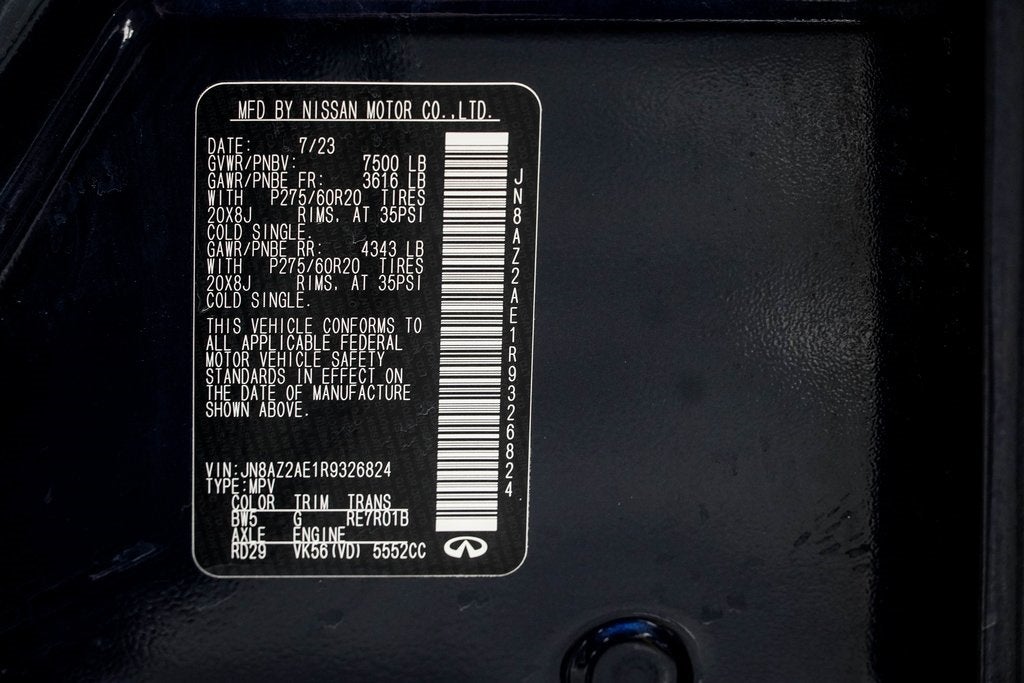 MFD BY NISSAN MOTOR CO.,LTD.
DATE: 7/23
GVWR/PNBV: 7500 LB
GAWR/PNBE FR: 3616 LB
WITH P275/60R20 TIRES
20X8J RIMS. AT 35PSI
COLD SINGLE.
GAWR/PNBE RR: 4343 LB
WITH P275/60R20 TIRES
20X8J RIMS. AT 35PSI
COLD SINGLE.
THIS VEHICLE CONFORMS TO
ALL APPLICABLE FEDERAL
MOTOR VEHICLE SAFETY
STANDARDS IN EFFECT ON
THE DATE OF MANUFACTURE
SHOWN ABOVE.
VIN:JN8AZ2AE1R9326824
TYPE:MPV
COLOR TRIM TRANS
BW5 G RE7R01B
AXLE ENGINE
RD29 VK56(VD) 5552CC
JN8AZ2AE1R9326824